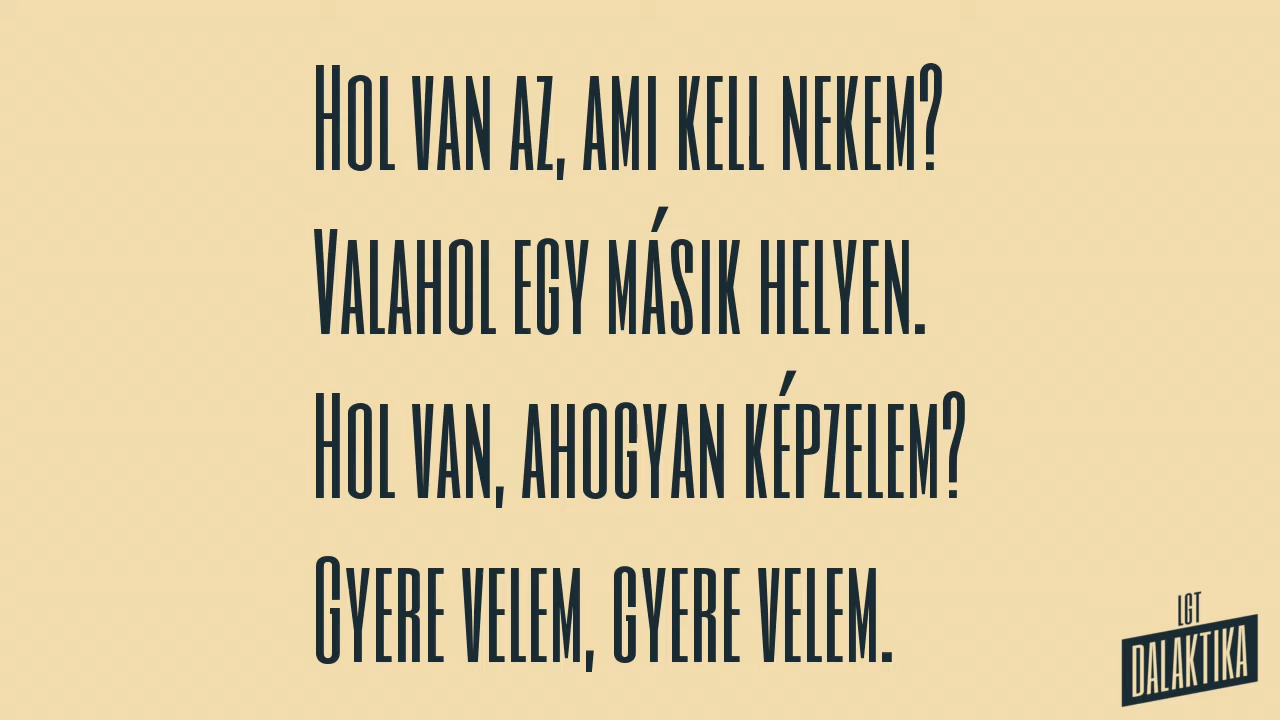 Hol van az, ami kell nekem?
Valahol egy másik helyen.
Hol van, ahogyan képzelem?
Gyere velem, gyere velem.
LGT
DALAKTIKA